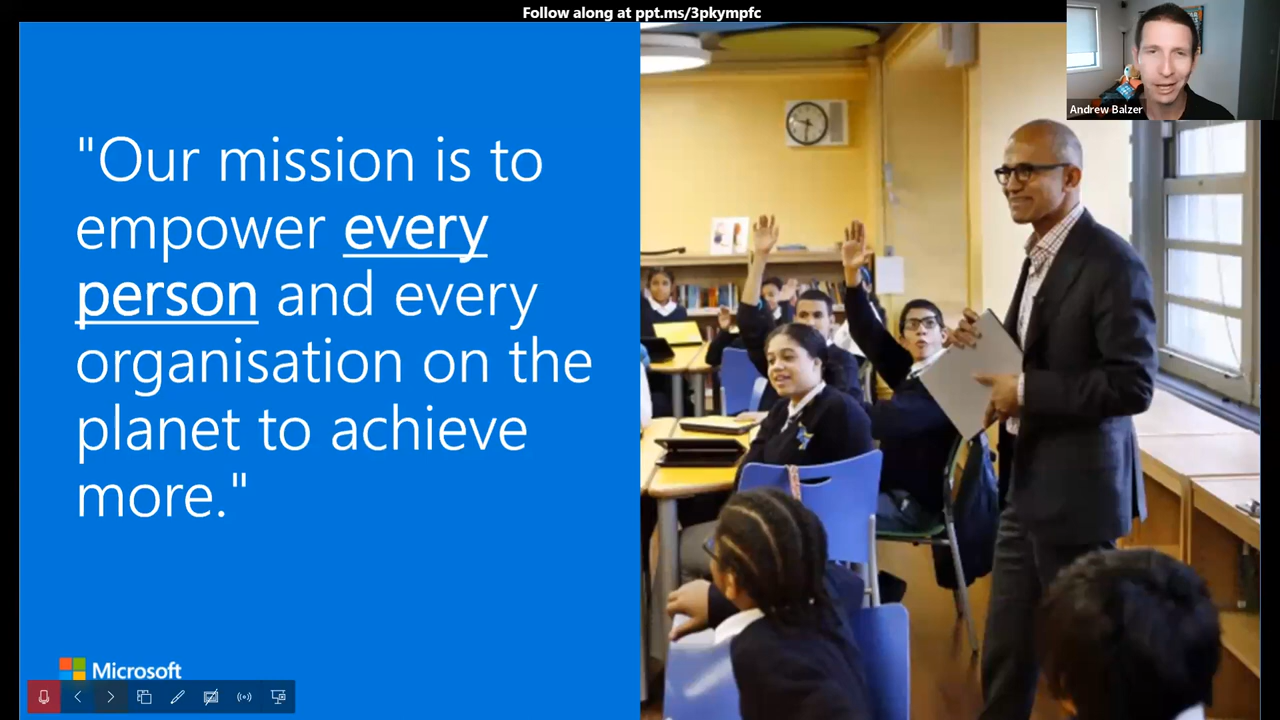 Follow along at ppt.ms/3pkympfc
Andrew Balzer
"Our mission is to
empower every
person and every
organisation on the
planet to achieve
more."
Microsoft